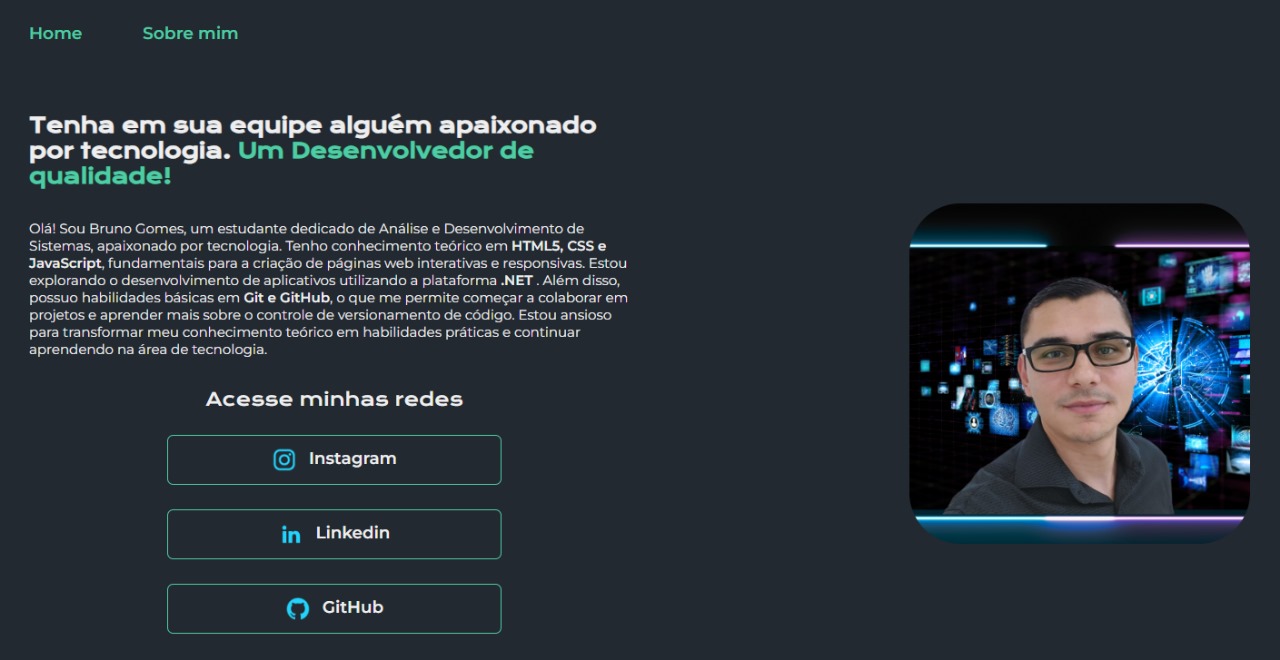 Home Sobre mim
Tenha em sua equipe alguém apaixonado
por tecnologia. Um Desenvolvedor de
qualidade!
Olá! Sou Bruno Gomes, um estudante dedicado de Análise e Desenvolvimento de
Sistemas, apaixonado por tecnologia. Tenho conhecimento teórico em HTML5, CSS e
JavaScript, fundamentais para a criação de páginas web interativas e responsivas. Estou
explorando o desenvolvimento de aplicativos utilizando a plataforma .NET . Além disso,
possuo habilidades básicas em Git e GitHub, o que me permite começar a colaborar em
projetos e aprender mais sobre o controle de versionamento de código. Estou ansioso
para transformar meu conhecimento teórico em habilidades práticas e continuar
aprendendo na área de tecnologia.
Acesse minhas redes
Instagram
Linkedin
GitHub